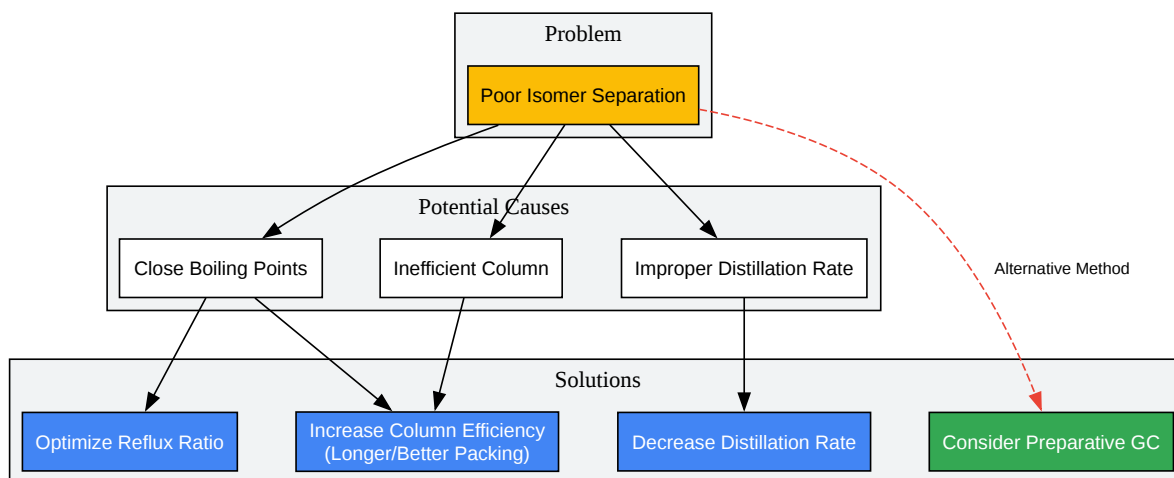 Problem
Poor Isomer Separation
Potential Causes
Close Boiling Points
Inefficient Column
Improper Distillation Rate
Alternative Method
Solutions
Optimize Reflux Ratio
Increase Column Efficiency
(Longer/Better Packing)
Decrease Distillation Rate
Consider Preparative GC